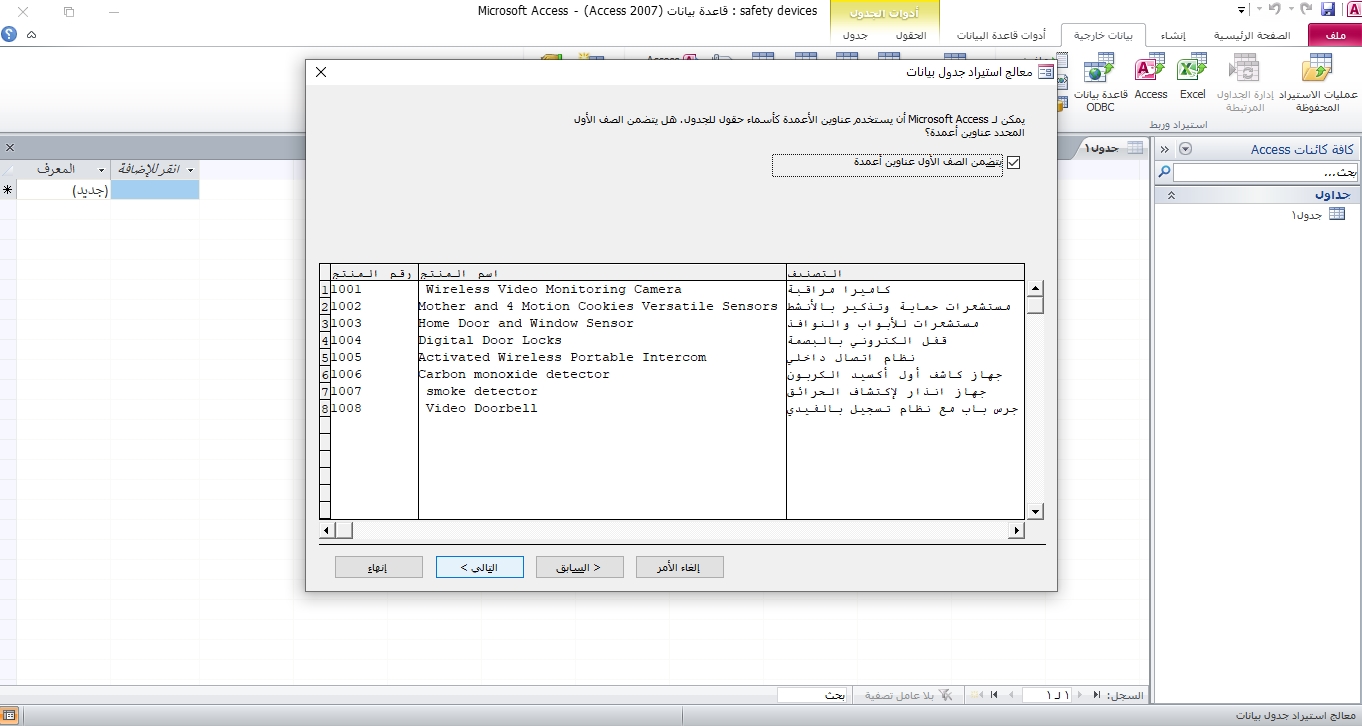 safety devices : قاعدة بيانات (Access 2007) - Microsoft Access
أدوات الجدول
ملف
الصفحة الرئيسية
إنشاء
بيانات خارجية
أدوات قاعدة البيانات
الحقول
جدول
عمليات الاستيراد المحفوظة
إدارة الجداول المرتبطة
Excel
Access
قاعدة بيانات ODBC
استيراد وربط
كافة كائنات Access
بحث...
جداول
جدول١
جدول١
المعرف
انقر للإضافة
(جديد)
معالج استيراد جدول بيانات
يمكن لـ Microsoft Access أن يستخدم عناوين الأعمدة كأسماء حقول للجدول. هل يتضمن الصف الأول
المحدد عناوين أعمدة؟
يتضمن الصف الأول عناوين أعمدة
رقم المنتج اسم المنتج التصنيف
1 1001 Wireless Video Monitoring Camera كاميرا مراقبة
2 1002 Mother and 4 Motion Cookies Versatile Sensors مستشعرات حماية وتذكير بالأنشط
3 1003 Home Door and Window Sensor مستشعرات للأبواب والنوافذ
4 1004 Digital Door Locks قفل الكتروني بالبصمة
5 1005 Activated Wireless Portable Intercom نظام اتصال داخلي
6 1006 Carbon monoxide detector جهاز كاشف أول أكسيد الكربون
7 1007 smoke detector جهاز انذار لإكتشاف الحرائق
8 1008 Video Doorbell جرس باب مع نظام تسجيل بالفيدي
إلغاء الأمر
< السابق
التالي >
إنهاء
السجل: ١ لـ ١
بلا عامل تصفية
بحث
معالج استيراد جدول بيانات